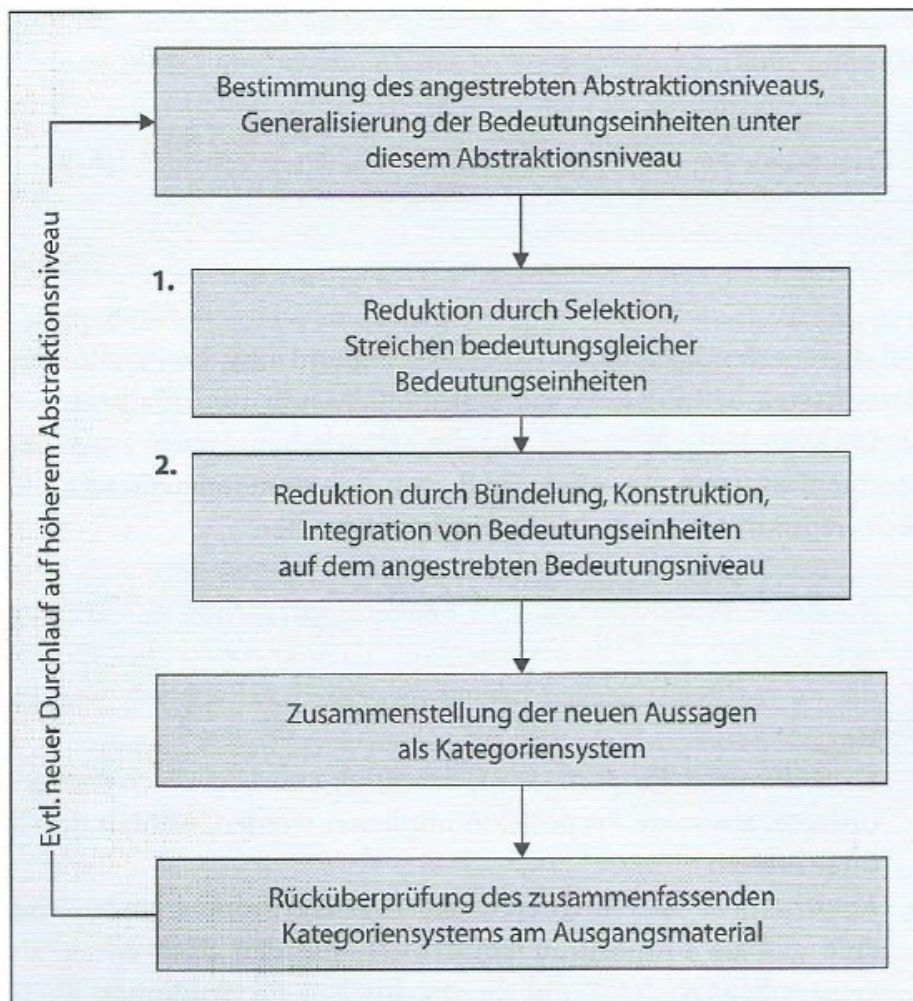 Bestimmung des angestrebten Abstraktionsniveaus,
Generalisierung der Bedeutungseinheiten unter
diesem Abstraktionsniveau
1.
Reduktion durch Selektion,
Streichen bedeutungsgleicher
Bedeutungseinheiten
2.
Reduktion durch Bündelung, Konstruktion,
Integration von Bedeutungseinheiten
auf dem angestrebten Bedeutungsniveau
Zusammenstellung der neuen Aussagen
als Kategoriensystem
Rücküberprüfung des zusammenfassenden
Kategoriensystems am Ausgangsmaterial
Evtl. neuer Durchlauf auf höherem Abstraktionsniveau